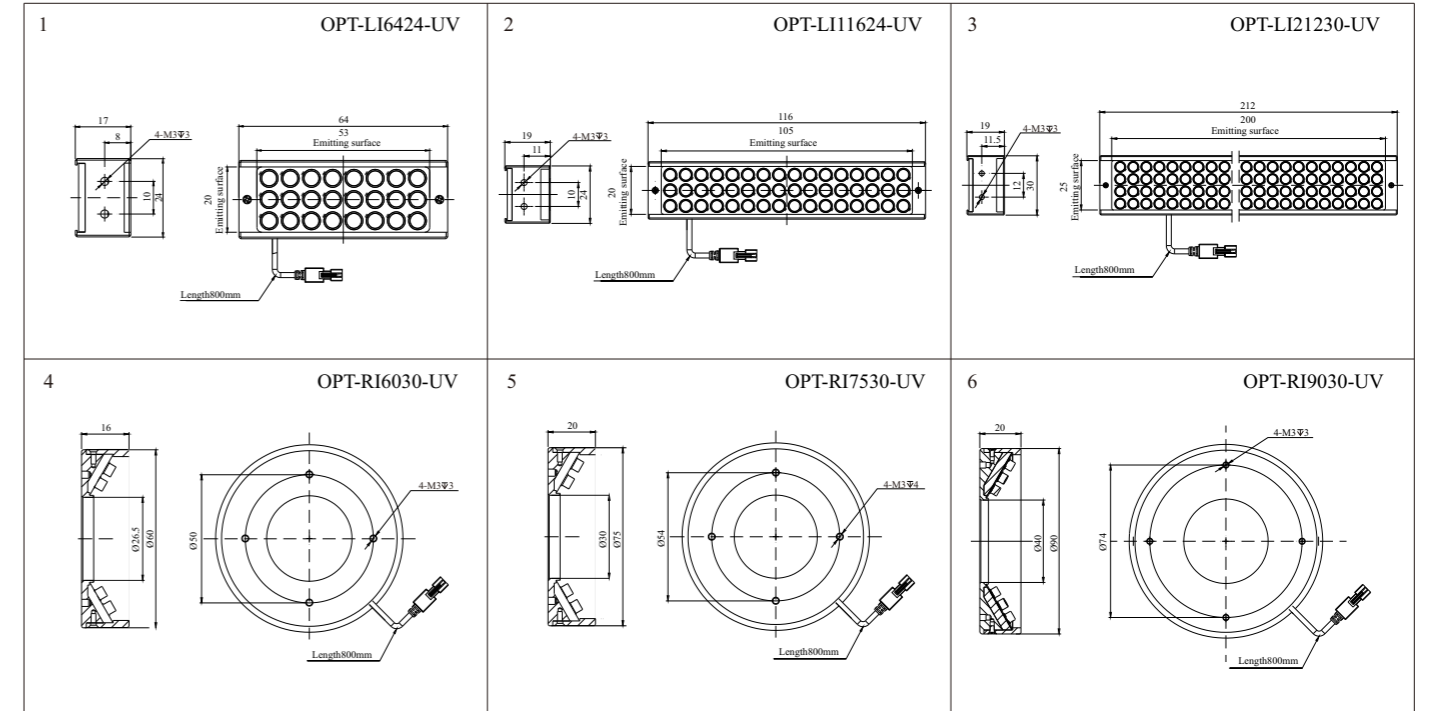 1 OPT-LI6424-UV
17
8
4-M3⊽3
10
24
64
53
Emitting surface
20
Emitting surface
Length800mm
2 OPT-LI11624-UV
19
11
4-M3⊽3
10
24
116
105
Emitting surface
20
Emitting surface
Length800mm
3 OPT-LI21230-UV
19
11.5
4-M3⊽3
12
30
212
200
Emitting surface
25
Emitting surface
Length800mm
4 OPT-RI6030-UV
16
Ø26.5
Ø60
Ø50
4-M3⊽3
Length800mm
5 OPT-RI7530-UV
20
Ø30
Ø75
Ø54
4-M3⊽4
Length800mm
6 OPT-RI9030-UV
20
Ø40
Ø90
Ø74
4-M3⊽3
Length800mm